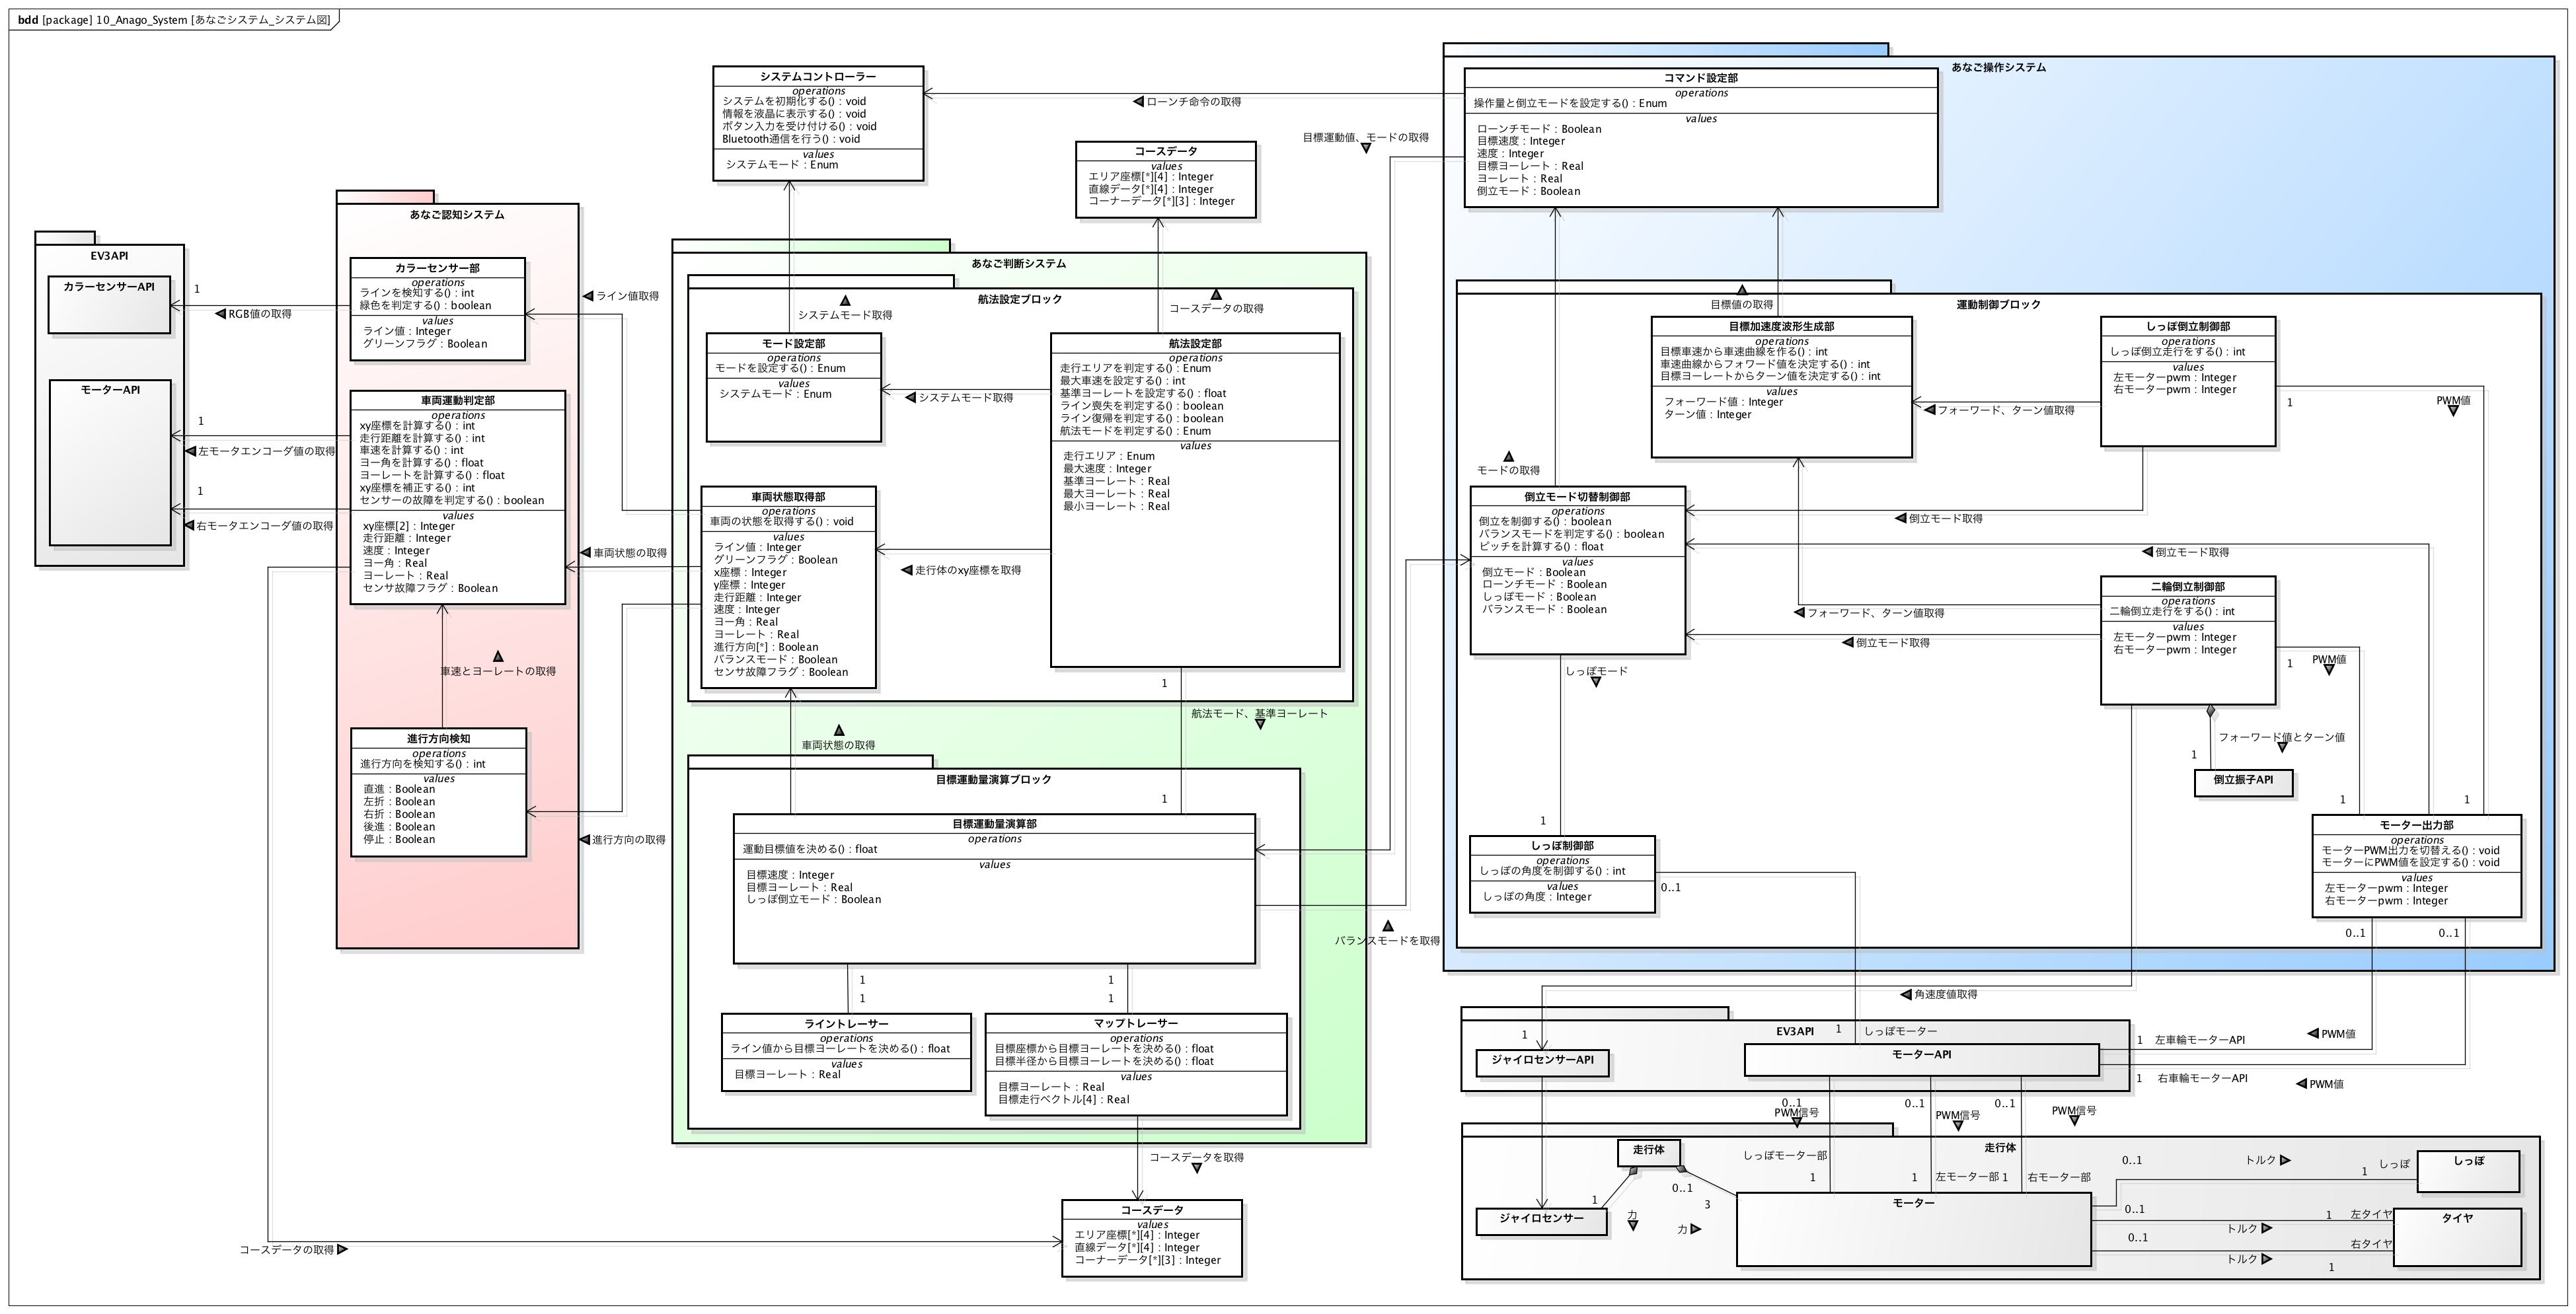 bdd [package] 10_Anago_System [あなごシステム_システム図]
システムコントローラー
operations
システムを初期化する() : void
情報を液晶に表示する() : void
ボタン入力を受け付ける() : void
Bluetooth通信を行う() : void
values
システムモード : Enum
ローンチ命令の取得
目標運動値、モードの取得
コースデータ
values
エリア座標[*][4] : Integer
直線データ[*][4] : Integer
コーナーデータ[*][3] : Integer
EV3API
カラーセンサーAPI
モーターAPI
1
RGB値の取得
1
左モータエンコーダ値の取得
1
右モータエンコーダ値の取得
あなご認知システム
カラーセンサー部
operations
ラインを検知する() : int
緑色を判定する() : boolean
values
ライン値 : Integer
グリーンフラグ : Boolean
車両運動判定部
operations
xy座標を計算する() : int
走行距離を計算する() : int
車速を計算する() : int
ヨー角を計算する() : float
ヨーレートを計算する() : float
xy座標を補正する() : int
センサーの故障を判定する() : boolean
values
xy座標[2] : Integer
走行距離 : Integer
速度 : Integer
ヨー角 : Real
ヨーレート : Real
センサ故障フラグ : Boolean
車速とヨーレートの取得
進行方向検知
operations
進行方向を検知する() : int
values
直進 : Boolean
左折 : Boolean
右折 : Boolean
後進 : Boolean
停止 : Boolean
ライン値取得
車両状態の取得
進行方向の取得
あなご判断システム
航法設定ブロック
システムモード取得
コースデータの取得
モード設定部
operations
モードを設定する() : Enum
values
システムモード : Enum
システムモード取得
航法設定部
operations
走行エリアを判定する() : Enum
最大車速を設定する() : int
基準ヨーレートを設定する() : float
ライン喪失を判定する() : boolean
ライン復帰を判定する() : boolean
航法モードを判定する() : Enum
values
走行エリア : Enum
最大速度 : Integer
基準ヨーレート : Real
最大ヨーレート : Real
最小ヨーレート : Real
車両状態取得部
operations
車両の状態を取得する() : void
values
ライン値 : Integer
グリーンフラグ : Boolean
x座標 : Integer
y座標 : Integer
走行距離 : Integer
速度 : Integer
ヨー角 : Real
ヨーレート : Real
進行方向[*] : Boolean
バランスモード : Boolean
センサ故障フラグ : Boolean
走行体のxy座標を取得
1
航法モード、基準ヨーレート
車両状態の取得
1
目標運動量演算ブロック
目標運動量演算部
operations
運動目標値を決める() : float
values
目標速度 : Integer
目標ヨーレート : Real
しっぽ倒立モード : Boolean
バランスモードを取得
1
1
1
1
ライントレーサー
operations
ライン値から目標ヨーレートを決める() : float
values
目標ヨーレート : Real
マップトレーサー
operations
目標座標から目標ヨーレートを決める() : float
目標半径から目標ヨーレートを決める() : float
values
目標ヨーレート : Real
目標走行ベクトル[4] : Real
コースデータを取得
コースデータ
values
エリア座標[*][4] : Integer
直線データ[*][4] : Integer
コーナーデータ[*][3] : Integer
コースデータの取得
あなご操作システム
コマンド設定部
operations
操作量と倒立モードを設定する() : Enum
values
ローンチモード : Boolean
目標速度 : Integer
速度 : Integer
目標ヨーレート : Real
ヨーレート : Real
倒立モード : Boolean
運動制御ブロック
目標値の取得
目標加速度波形生成部
operations
目標車速から車速曲線を作る() : int
車速曲線からフォワード値を決定する() : int
目標ヨーレートからターン値を決定する() : int
values
フォーワード値 : Integer
ターン値 : Integer
フォーワード、ターン値取得
しっぽ倒立制御部
operations
しっぽ倒立走行をする() : int
values
左モーターpwm : Integer
右モーターpwm : Integer
1
PWM値
モードの取得
倒立モード切替制御部
operations
倒立を制御する() : boolean
バランスモードを判定する() : boolean
ピッチを計算する() : float
values
倒立モード : Boolean
ローンチモード : Boolean
しっぽモード : Boolean
バランスモード : Boolean
倒立モード取得
倒立モード取得
フォーワード、ターン値取得
倒立モード取得
二輪倒立制御部
operations
二輪倒立走行をする() : int
values
左モーターpwm : Integer
右モーターpwm : Integer
1
PWM値
しっぽモード
フォーワード値とターン値
1
倒立振子API
1
1
1
しっぽ制御部
operations
しっぽの角度を制御する() : int
values
しっぽの角度 : Integer
0..1
モーター出力部
operations
モーターPWM出力を切替える() : void
モーターにPWM値を設定する() : void
values
左モーターpwm : Integer
右モーターpwm : Integer
0..1
0..1
角速度値取得
EV3API
1
ジャイロセンサーAPI
1
しっぽモーター
モーターAPI
1
左車輪モーターAPI
PWM値
1
右車輪モーターAPI
PWM値
0..1
PWM信号
0..1
PWM信号
0..1
PWM信号
走行体
走行体
しっぽモーター部
1
1
左モーター部
1
右モーター部
0..1
3
1
ジャイロセンサー
力
力
モーター
0..1
トルク
1
しっぽ
しっぽ
0..1
トルク
1
左タイヤ
タイヤ
0..1
トルク
右タイヤ
1